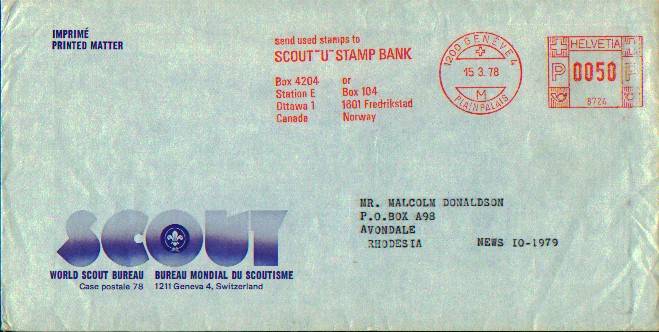 IMPRIMÉ
PRINTED MATTER
send used stamps to
SCOUT "U" STAMP BANK
Box 4204 or
Station E Box 104
Ottawa 1 1601 Fredrikstad
Canada Norway
1200 GENÈVE 4
15.3.78
M
PLAINPALAIS
HELVETIA
P 0050 P
8724
MR. MALCOLM DONALDSON
P.O.BOX A98
AVONDALE
RHODESIA NEWS IO-1979
SCOUT
WORLD SCOUT BUREAU BUREAU MONDIAL DU SCOUTISME
Case postale 78 1211 Geneva 4, Switzerland